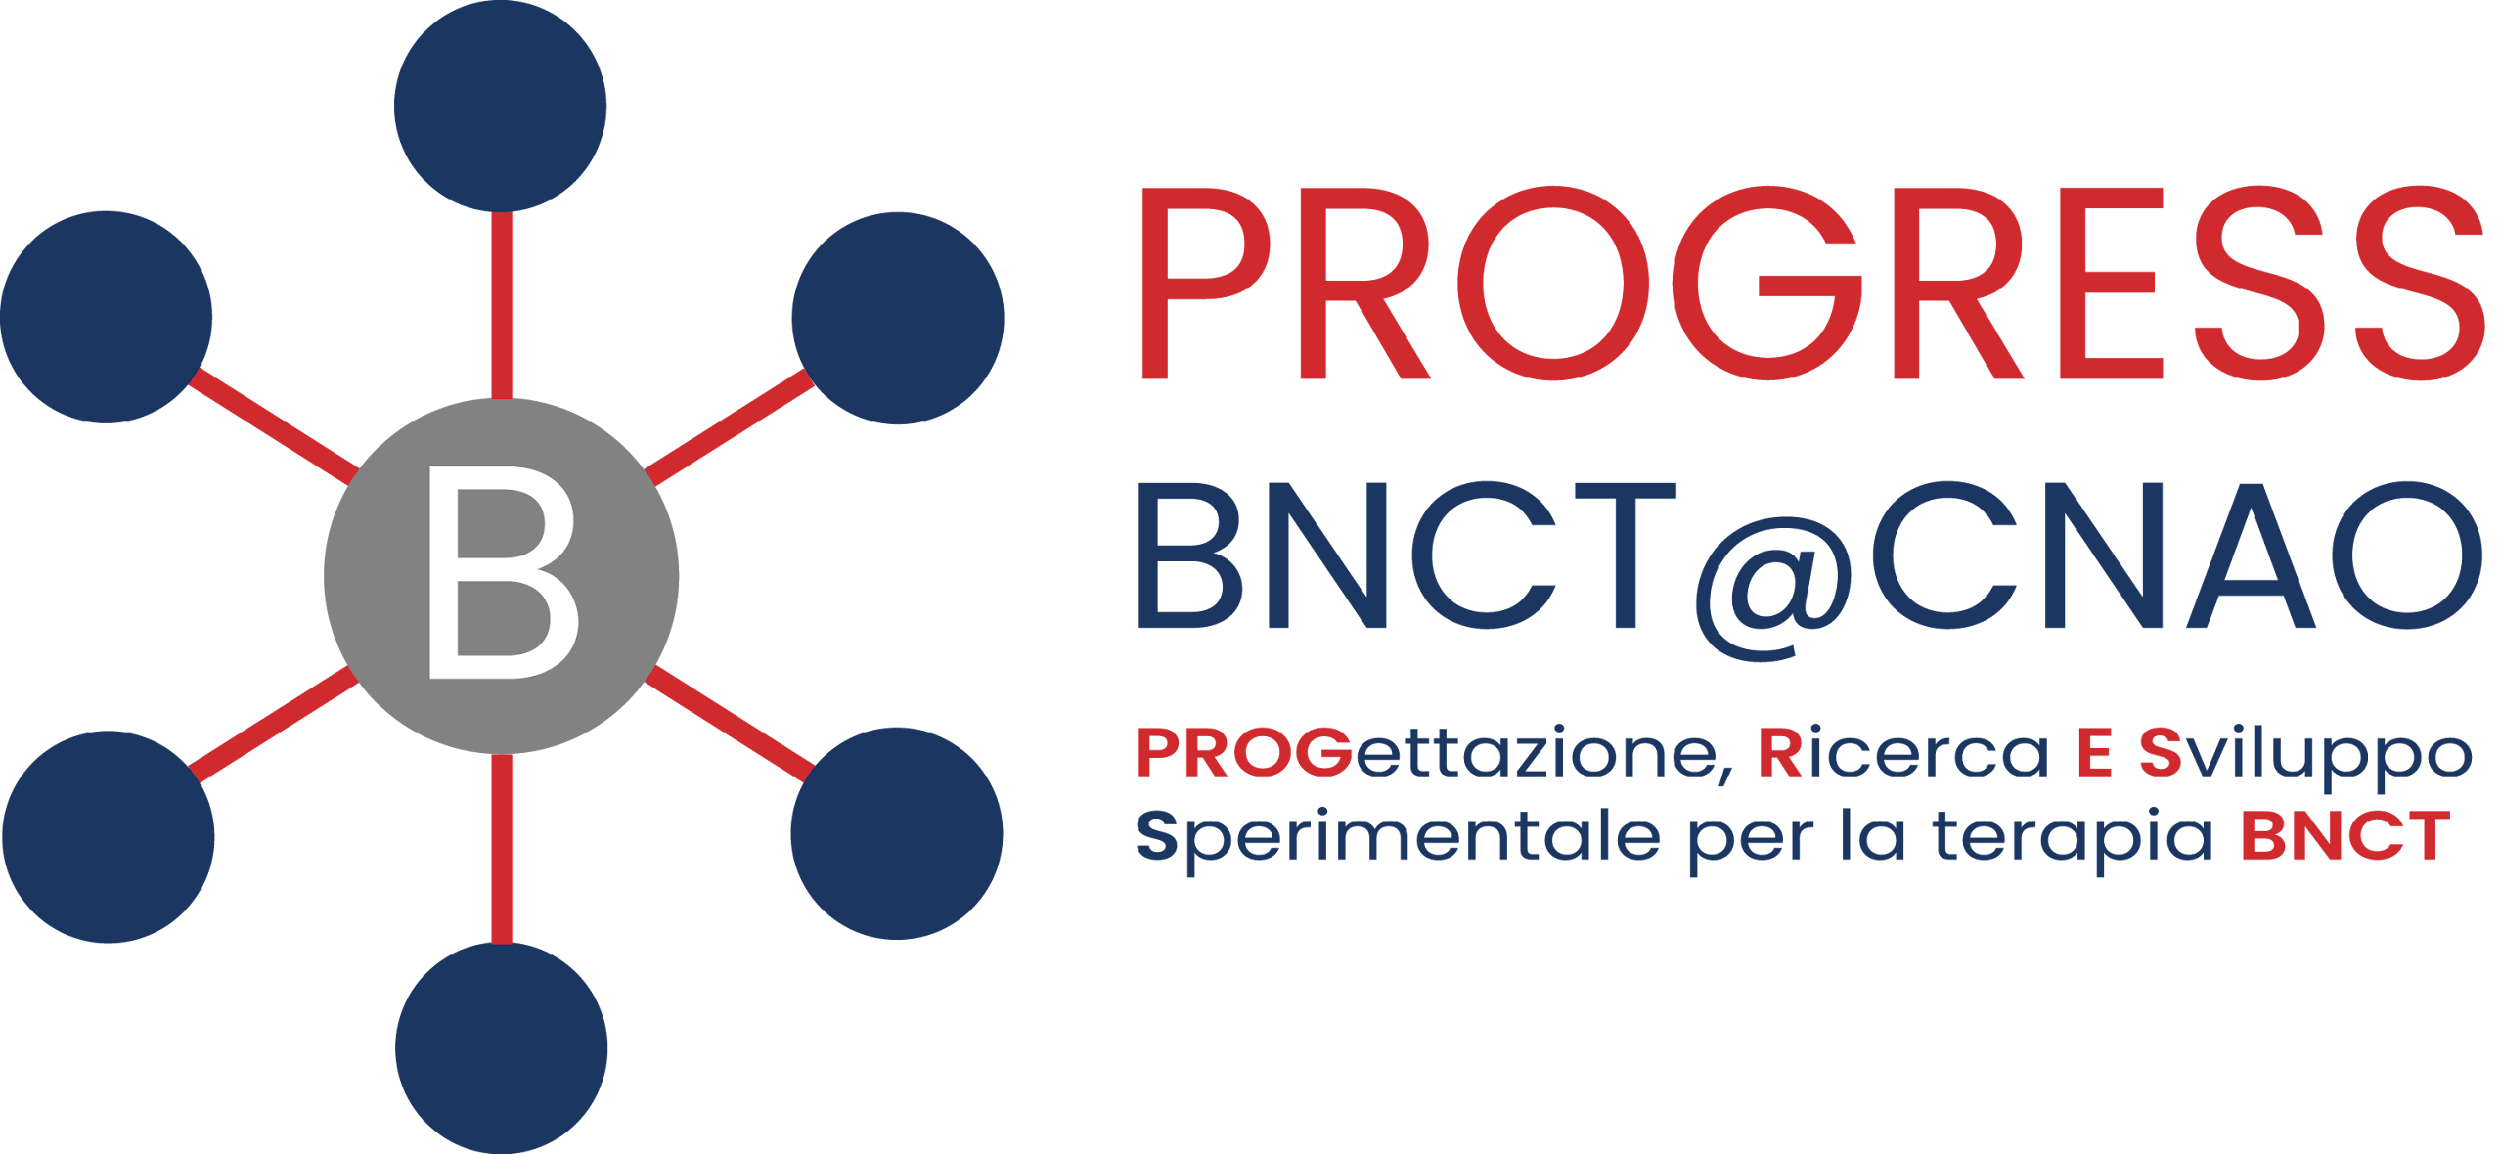 B
PROGRESS
BNCT@CNAO
PROGettazione, Ricerca E Sviluppo
Sperimentale per la terapia BNCT